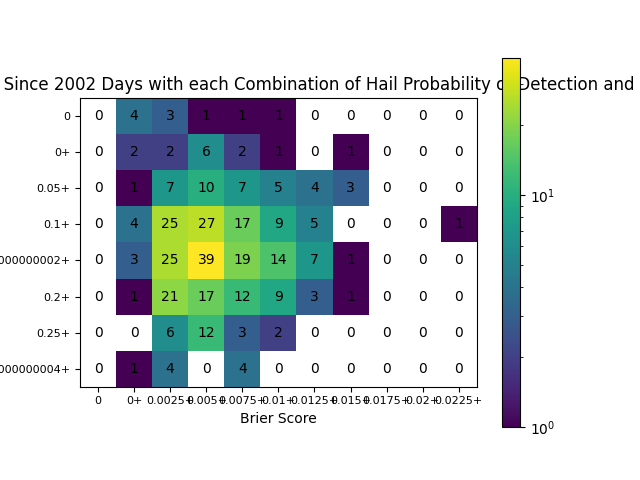 Since 2002 Days with each Combination of Hail Probability of Detection and
0 0 4 3 1 1 1 0 0 0 0 0
0+ 0 2 2 6 2 1 0 1 0 0 0
0.05+ 0 1 7 10 7 5 4 3 0 0 0
0.1+ 0 4 25 27 17 9 5 0 0 0 1
000000002+ 0 3 25 39 19 14 7 1 0 0 0
0.2+ 0 1 21 17 12 9 3 1 0 0 0
0.25+ 0 0 6 12 3 2 0 0 0 0 0
000000004+ 0 1 4 0 4 0 0 0 0 0 0
0 0+ 0.0025+ 0.005+ 0.0075+ 0.01+ 0.0125+ 0.015+ 0.0175+ 0.02+ 0.0225+
Brier Score
10¹
10⁰